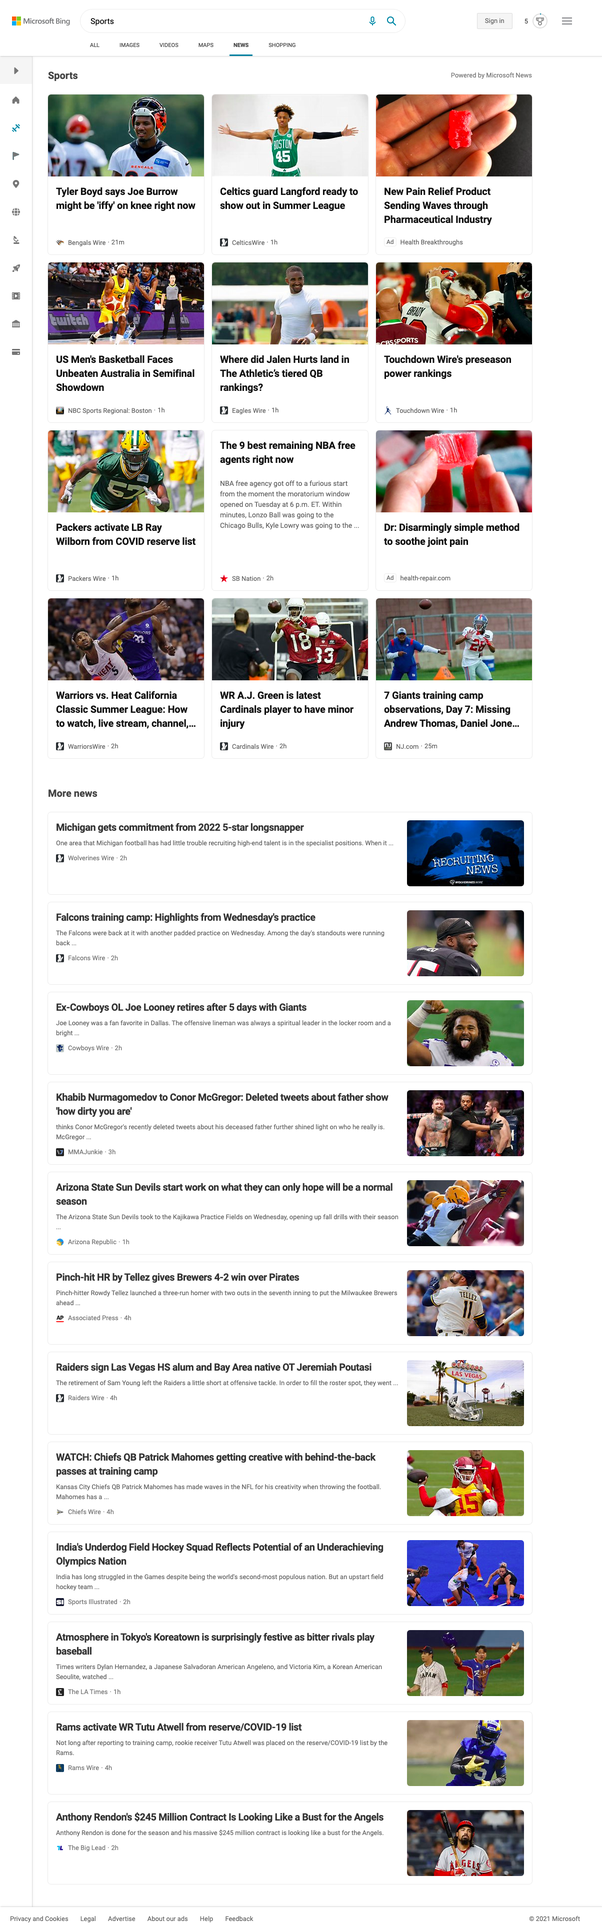 Microsoft Bing
Sports
Sign in
5
ALL IMAGES VIDEOS MAPS NEWS SHOPPING
Sports
Powered by Microsoft News
BENGALS
Tyler Boyd says Joe Burrow
might be 'iffy' on knee right now
Bengals Wire · 21m
BOSTON
45
Celtics guard Langford ready to
show out in Summer League
CelticsWire · 1h
New Pain Relief Product
Sending Waves through
Pharmaceutical Industry
Ad Health Breakthroughs
twitch
US Men's Basketball Faces
Unbeaten Australia in Semifinal
Showdown
NBC Sports Regional: Boston · 1h
Where did Jalen Hurts land in
The Athletic's tiered QB
rankings?
Eagles Wire · 1h
BRADY
CBS SPORTS
Touchdown Wire's preseason
power rankings
Touchdown Wire · 1h
57
Packers activate LB Ray
Wilborn from COVID reserve list
Packers Wire · 1h
The 9 best remaining NBA free
agents right now
NBA free agency got off to a furious start
from the moment the moratorium window
opened on Tuesday at 6 p.m. ET. Within
minutes, Lonzo Ball was going to the
Chicago Bulls, Kyle Lowry was going to the ...
SB Nation · 2h
Dr: Disarmingly simple method
to soothe joint pain
Ad health-repair.com
HEAT
5
Warriors vs. Heat California
Classic Summer League: How
to watch, live stream, channel,...
WarriorsWire · 2h
18
33
WR A.J. Green is latest
Cardinals player to have minor
injury
Cardinals Wire · 2h
7 Giants training camp
observations, Day 7: Missing
Andrew Thomas, Daniel Jone...
NJ.com · 25m
More news
Michigan gets commitment from 2022 5-star longsnapper
One area that Michigan football has had little trouble recruiting high-end talent is in the specialist positions. When it ...
Wolverines Wire · 2h
RECRUITING
NEWS
Falcons training camp: Highlights from Wednesday's practice
The Falcons were back at it with another padded practice on Wednesday. Among the day's standouts were running
back ...
Falcons Wire · 2h
Ex-Cowboys OL Joe Looney retires after 5 days with Giants
Joe Looney was a fan favorite in Dallas. The offensive lineman was always a spiritual leader in the locker room and a
bright ...
Cowboys Wire · 2h
Khabib Nurmagomedov to Conor McGregor: Deleted tweets about father show
'how dirty you are'
thinks Conor McGregor's recently deleted tweets about his deceased father further shined light on who he really is.
McGregor ...
MMAJunkie · 3h
Arizona State Sun Devils start work on what they can only hope will be a normal
season
The Arizona State Sun Devils took to the Kajikawa Practice Fields on Wednesday, opening up fall drills with their season
...
Arizona Republic · 1h
Pinch-hit HR by Tellez gives Brewers 4-2 win over Pirates
Pinch-hitter Rowdy Tellez launched a three-run homer with two outs in the seventh inning to put the Milwaukee Brewers
ahead ...
AP Associated Press · 4h
TELLEZ
11
Raiders sign Las Vegas HS alum and Bay Area native OT Jeremiah Poutasi
The retirement of Sam Young left the Raiders a little short at offensive tackle. In order to fill the roster spot, they went ...
Raiders Wire · 4h
LAS VEGAS
WATCH: Chiefs QB Patrick Mahomes getting creative with behind-the-back
passes at training camp
Kansas City Chiefs QB Patrick Mahomes has made waves in the NFL for his creativity when throwing the football.
Mahomes has a ...
Chiefs Wire · 4h
15
India's Underdog Field Hockey Squad Reflects Potential of an Underachieving
Olympics Nation
India has long struggled in the Games despite being the world's second-most populous nation. But an upstart field
hockey team ...
Sports Illustrated · 2h
Atmosphere in Tokyo's Koreatown is surprisingly festive as bitter rivals play
baseball
Times writers Dylan Hernandez, a Japanese Salvadoran American Angeleno, and Victoria Kim, a Korean American
Seoulite, watched ...
The LA Times · 1h
JAPAN
Rams activate WR Tutu Atwell from reserve/COVID-19 list
Not long after reporting to training camp, rookie receiver Tutu Atwell was placed on the reserve/COVID-19 list by the
Rams.
Rams Wire · 4h
Anthony Rendon's $245 Million Contract Is Looking Like a Bust for the Angels
Anthony Rendon is done for the season and his massive $245 million contract is looking like a bust for the Angels.
The Big Lead · 2h
ANGELS
Privacy and Cookies Legal Advertise About our ads Help Feedback
© 2021 Microsoft